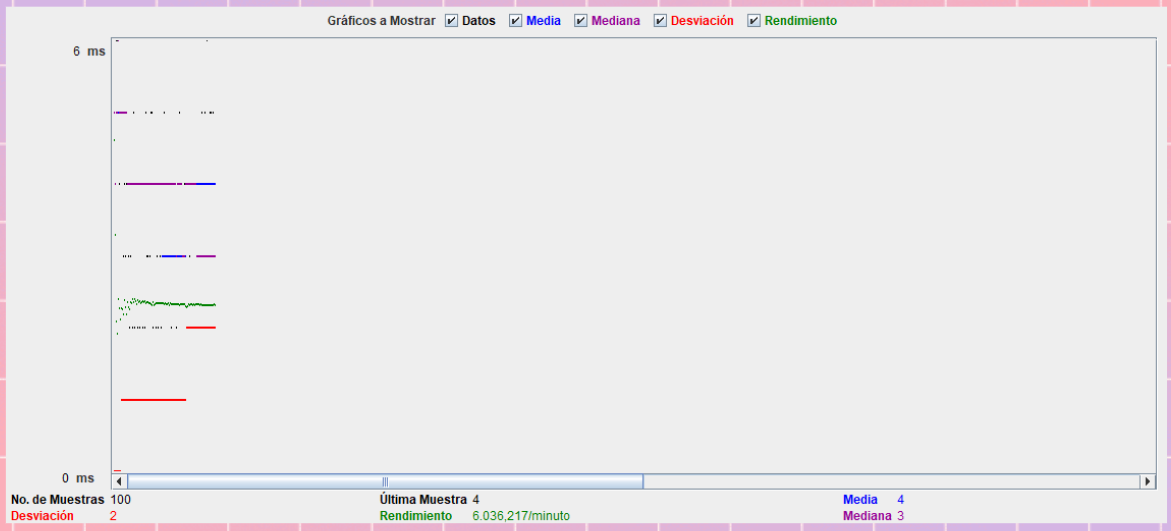 Gráficos a Mostrar Datos Media Mediana Desviación Rendimiento
6 ms
0 ms
No. de Muestras 100 Última Muestra 4 Media 4
Desviación 2 Rendimiento 6.036,217/minuto Mediana 3